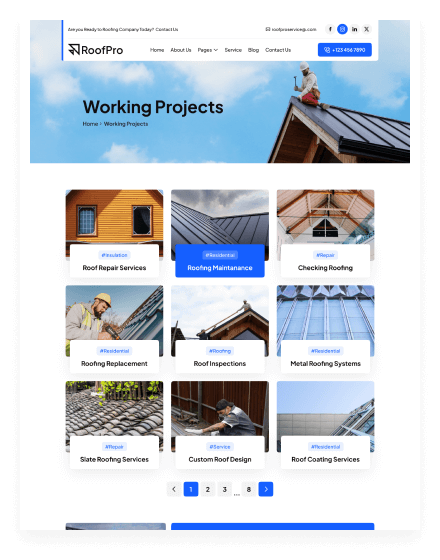 Are you Ready to Roofing Company Today? Contact Us
roofproservice@.com
f
in
X
RoofPro
Home
About Us
Pages
Service
Blog
Contact Us
+123 456 7890
Working Projects
Home - Working Projects
#Insulation
Roof Repair Services
#Residential
Roofing Maintanance
#Repair
Checking Roofing
#Residential
Roofing Replacement
#Roofing
Roof Inspections
#Residential
Metal Roofing Systems
#Repair
Slate Roofing Services
#Service
Custom Roof Design
#Residential
Roof Coating Services
< 1 2 3 ... 8 >